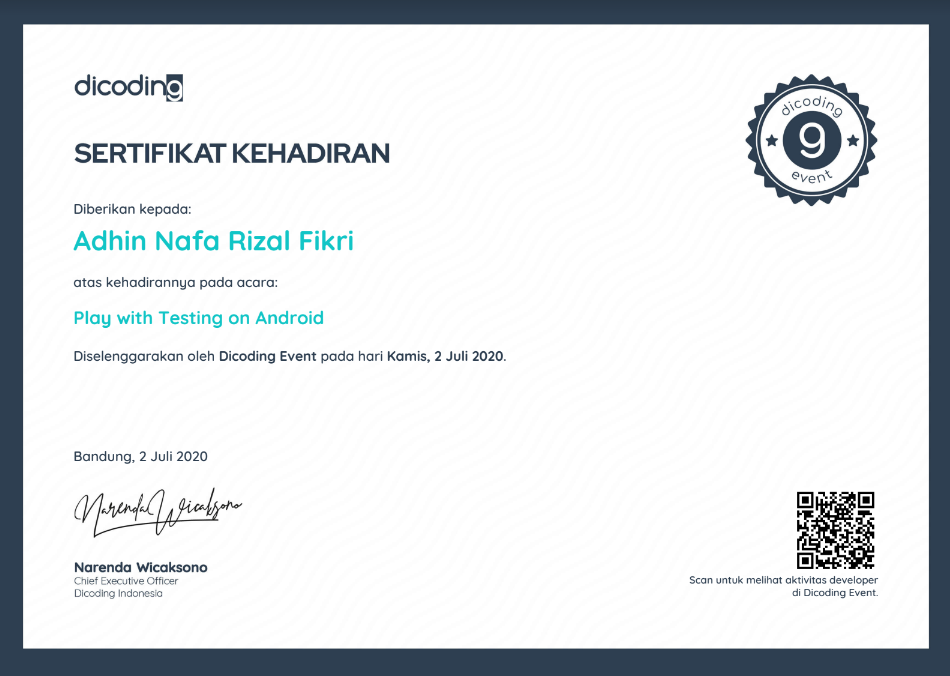 dicoding
SERTIFIKAT KEHADIRAN
dicoding
9
event
Diberikan kepada:
Adhin Nafa Rizal Fikri
atas kehadirannya pada acara:
Play with Testing on Android
Diselenggarakan oleh Dicoding Event pada hari Kamis, 2 Juli 2020.
Bandung, 2 Juli 2020
Narenda Wicaksono
Narenda Wicaksono
Chief Executive Officer
Dicoding Indonesia
Scan untuk melihat aktivitas developer
di Dicoding Event.